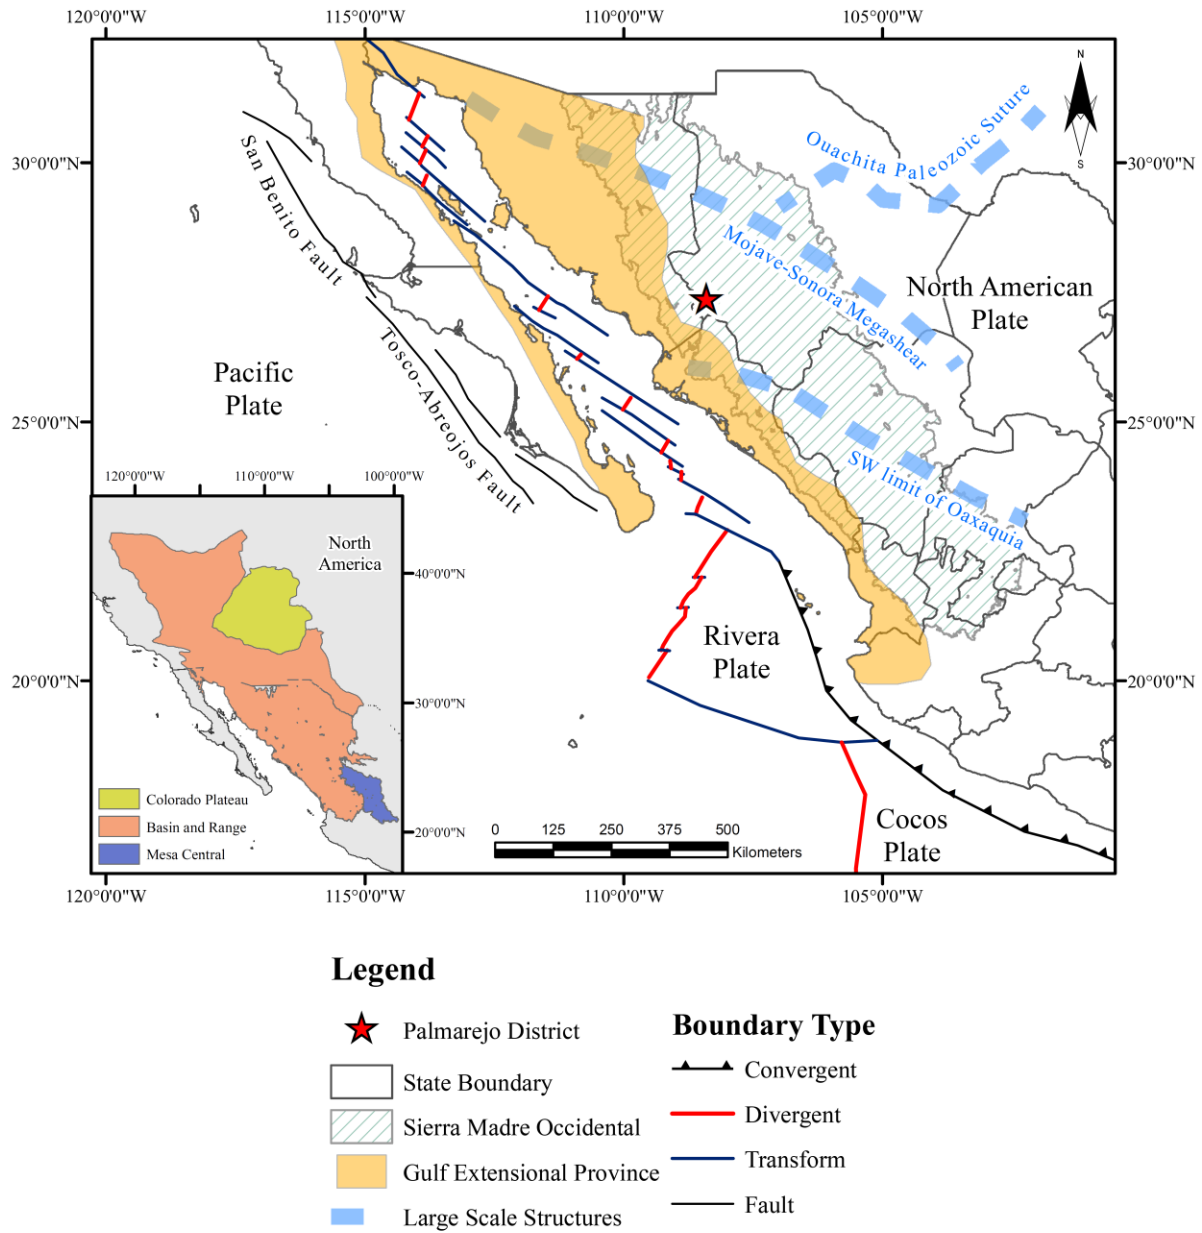 120°0'0"W
115°0'0"W
110°0'0"W
105°0'0"W
N
S
30°0'0"N
30°0'0"N
Ouachita Paleozoic Suture
San Benito Fault
Mojave-Sonora Megashear
North American
Plate
Tosco-Abreojos Fault
Pacific
Plate
25°0'0"N
25°0'0"N
SW limit of Oaxaquia
120°0'0"W
110°0'0"W
100°0'0"W
North
America
40°0'0"N
30°0'0"N
20°0'0"N
Colorado Plateau
Basin and Range
Mesa Central
Rivera
Plate
20°0'0"N
20°0'0"N
Cocos
Plate
0
125
250
375
500
Kilometers
120°0'0"W
115°0'0"W
110°0'0"W
105°0'0"W
Legend
Palmarejo District
State Boundary
Sierra Madre Occidental
Gulf Extensional Province
Large Scale Structures
Boundary Type
Convergent
Divergent
Transform
Fault